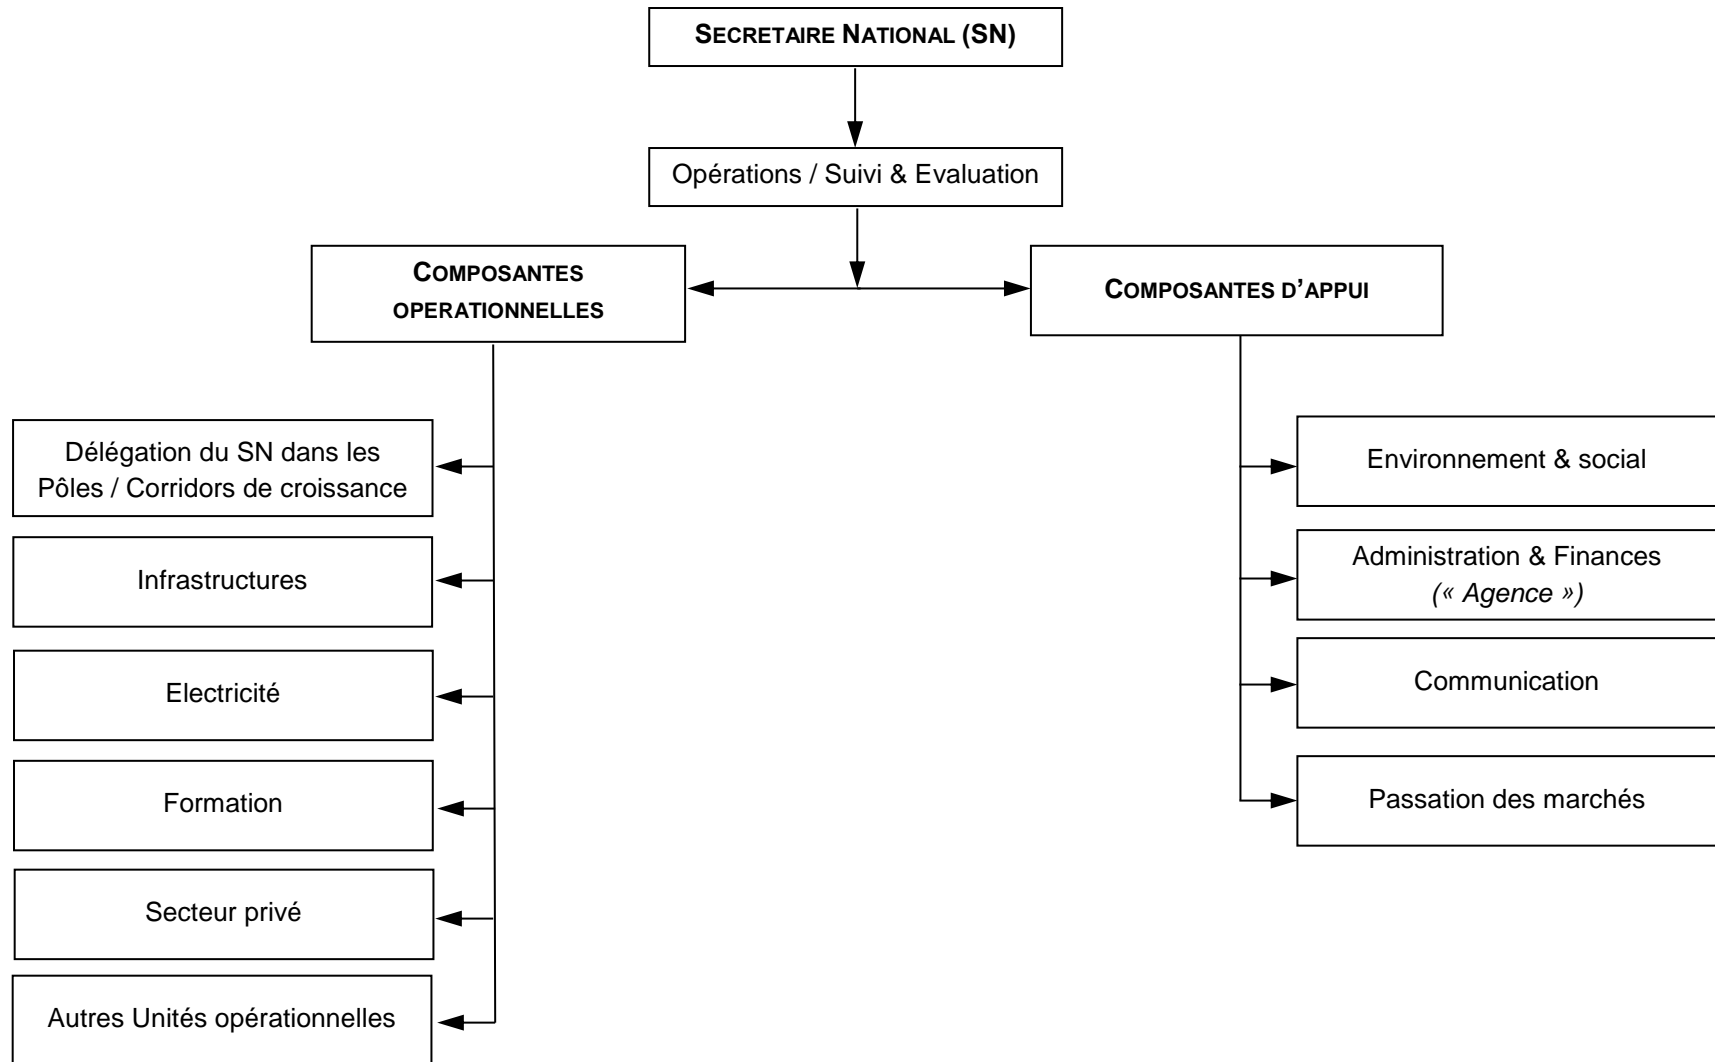 SECRETAIRE NATIONAL (SN)
Opérations / Suivi & Evaluation
COMPOSANTES
OPERATIONNELLES
COMPOSANTES D’APPUI
Délégation du SN dans les
Pôles / Corridors de croissance
Infrastructures
Electricité
Formation
Secteur privé
Autres Unités opérationnelles
Environnement & social
Administration & Finances
(« Agence »)
Communication
Passation des marchés